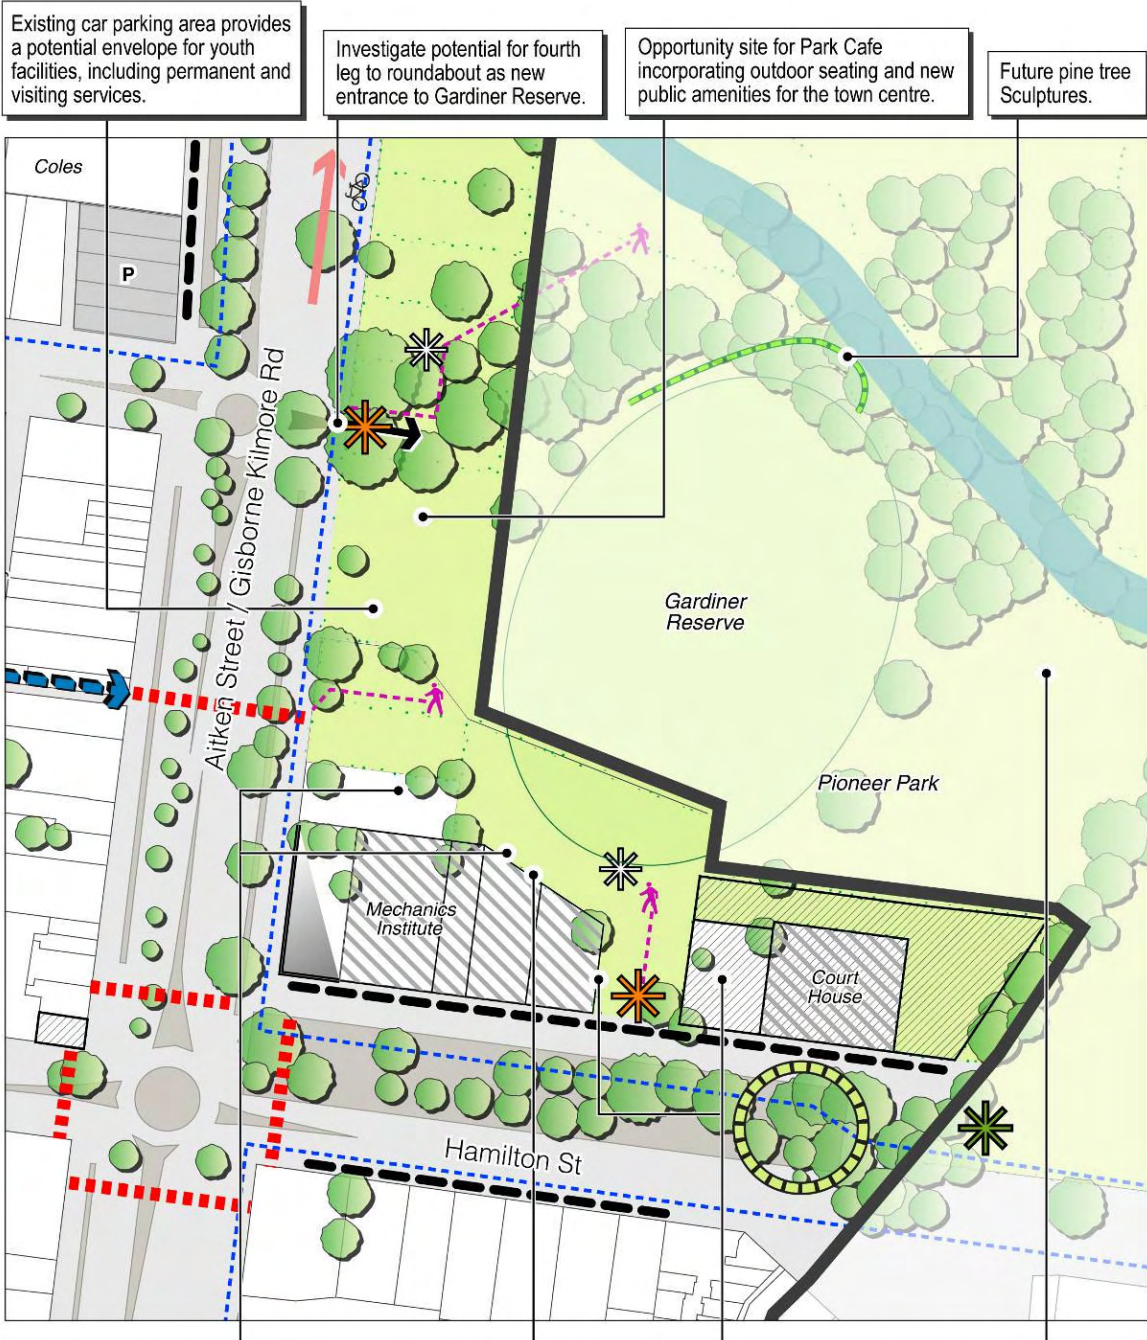 Existing car parking area provides
a potential envelope for youth
facilities, including permanent and
visiting services.
Investigate potential for fourth
leg to roundabout as new
entrance to Gardiner Reserve.
Opportunity site for Park Cafe
incorporating outdoor seating and new
public amenities for the town centre.
Future pine tree
Sculptures.
Coles
P
Aitken Street / Gisborne Kilmore Rd
Gardiner
Reserve
Pioneer Park
Mechanics
Institute
Court
House
Hamilton St